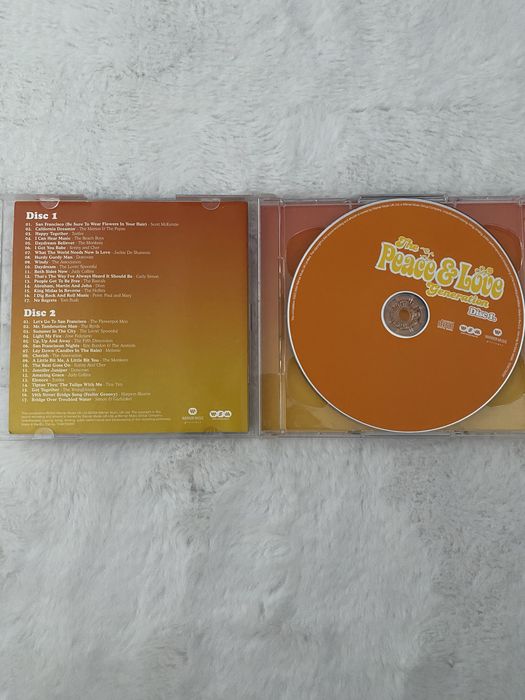 Disc 1
01. San Francisco (Be Sure To Wear Flowers In Your Hair) - Scott McKenzie
02. California Dreamin' - The Mamas & The Papas
03. Happy Together - Turtles
04. I Can Hear Music - The Beach Boys
05. Daydream Believer - The Monkees
06. I Got You Babe - Sonny and Cher
07. What The World Needs Now Is Love - Jackie De Shannon
08. Hurdy Gurdy Man - Donovan
09. Windy - The Association
10. Daydream - The Lovin' Spoonful
11. Both Sides Now - Judy Collins
12. That's The Way I've Always Heard It Should Be - Carly Simon
13. People Got To Be Free - The Rascals
14. Abraham, Martin And John - Dion
15. King Midas In Reverse - The Hollies
16. I Dig Rock And Roll Music - Peter, Paul and Mary
17. No Regrets - Tom Rush
Disc 2
01. Let's Go To San Francisco - The Flowerpot Men
02. Mr. Tambourine Man - The Byrds
03. Summer In The City - The Lovin' Spoonful
04. Light My Fire - José Feliciano
05. Up, Up And Away - The Fifth Dimension
06. San Franciscan Nights - Eric Burdon & The Animals
07. Lay Down (Candles In The Rain) - Melanie
08. Cherish - The Association
09. A Little Bit Me, A Little Bit You - The Monkees
10. The Beat Goes On - Sonny and Cher
11. Jennifer Juniper - Donovan
12. Amazing Grace - Judy Collins
13. Elenore - Turtles
14. Tiptoe Thru' The Tulips With Me - Tiny Tim
15. Get Together - The Youngbloods
16. 59th Street Bridge Song (Feelin' Groovy) - Harpers Bizarre
17. Bridge Over Troubled Water - Simon & Garfunkel
WARNER MUSIC
WSM
The
Peace & Love
Generation
Disc 1
WSM
WARNER MUSIC